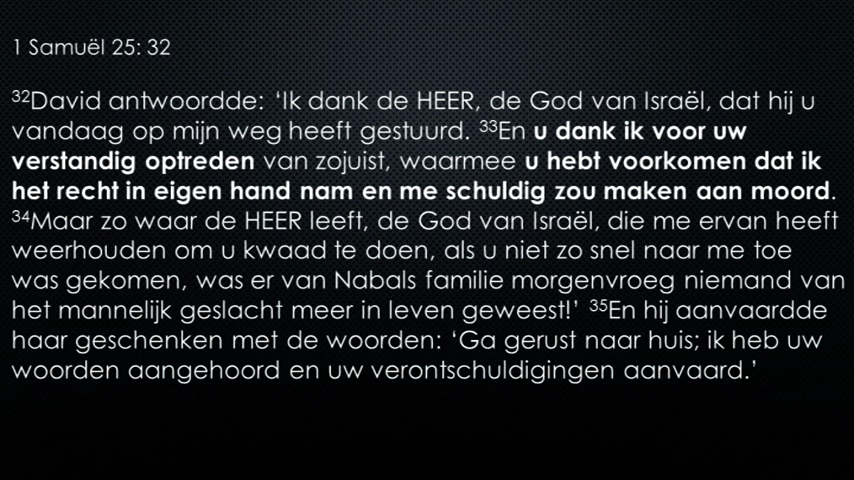 1 Samuël 25: 32
³²David antwoordde: ‘Ik dank de HEER, de God van Israël, dat hij u
vandaag op mijn weg heeft gestuurd. ³³En u dank ik voor uw
verstandig optreden van zojuist, waarmee u hebt voorkomen dat ik
het recht in eigen hand nam en me schuldig zou maken aan moord.
³⁴Maar zo waar de HEER leeft, de God van Israël, die me ervan heeft
weerhouden om u kwaad te doen, als u niet zo snel naar me toe
was gekomen, was er van Nabals familie morgenvroeg niemand van
het mannelijk geslacht meer in leven geweest!’ ³⁵En hij aanvaardde
haar geschenken met de woorden: ‘Ga gerust naar huis; ik heb uw
woorden aangehoord en uw verontschuldigingen aanvaard.’